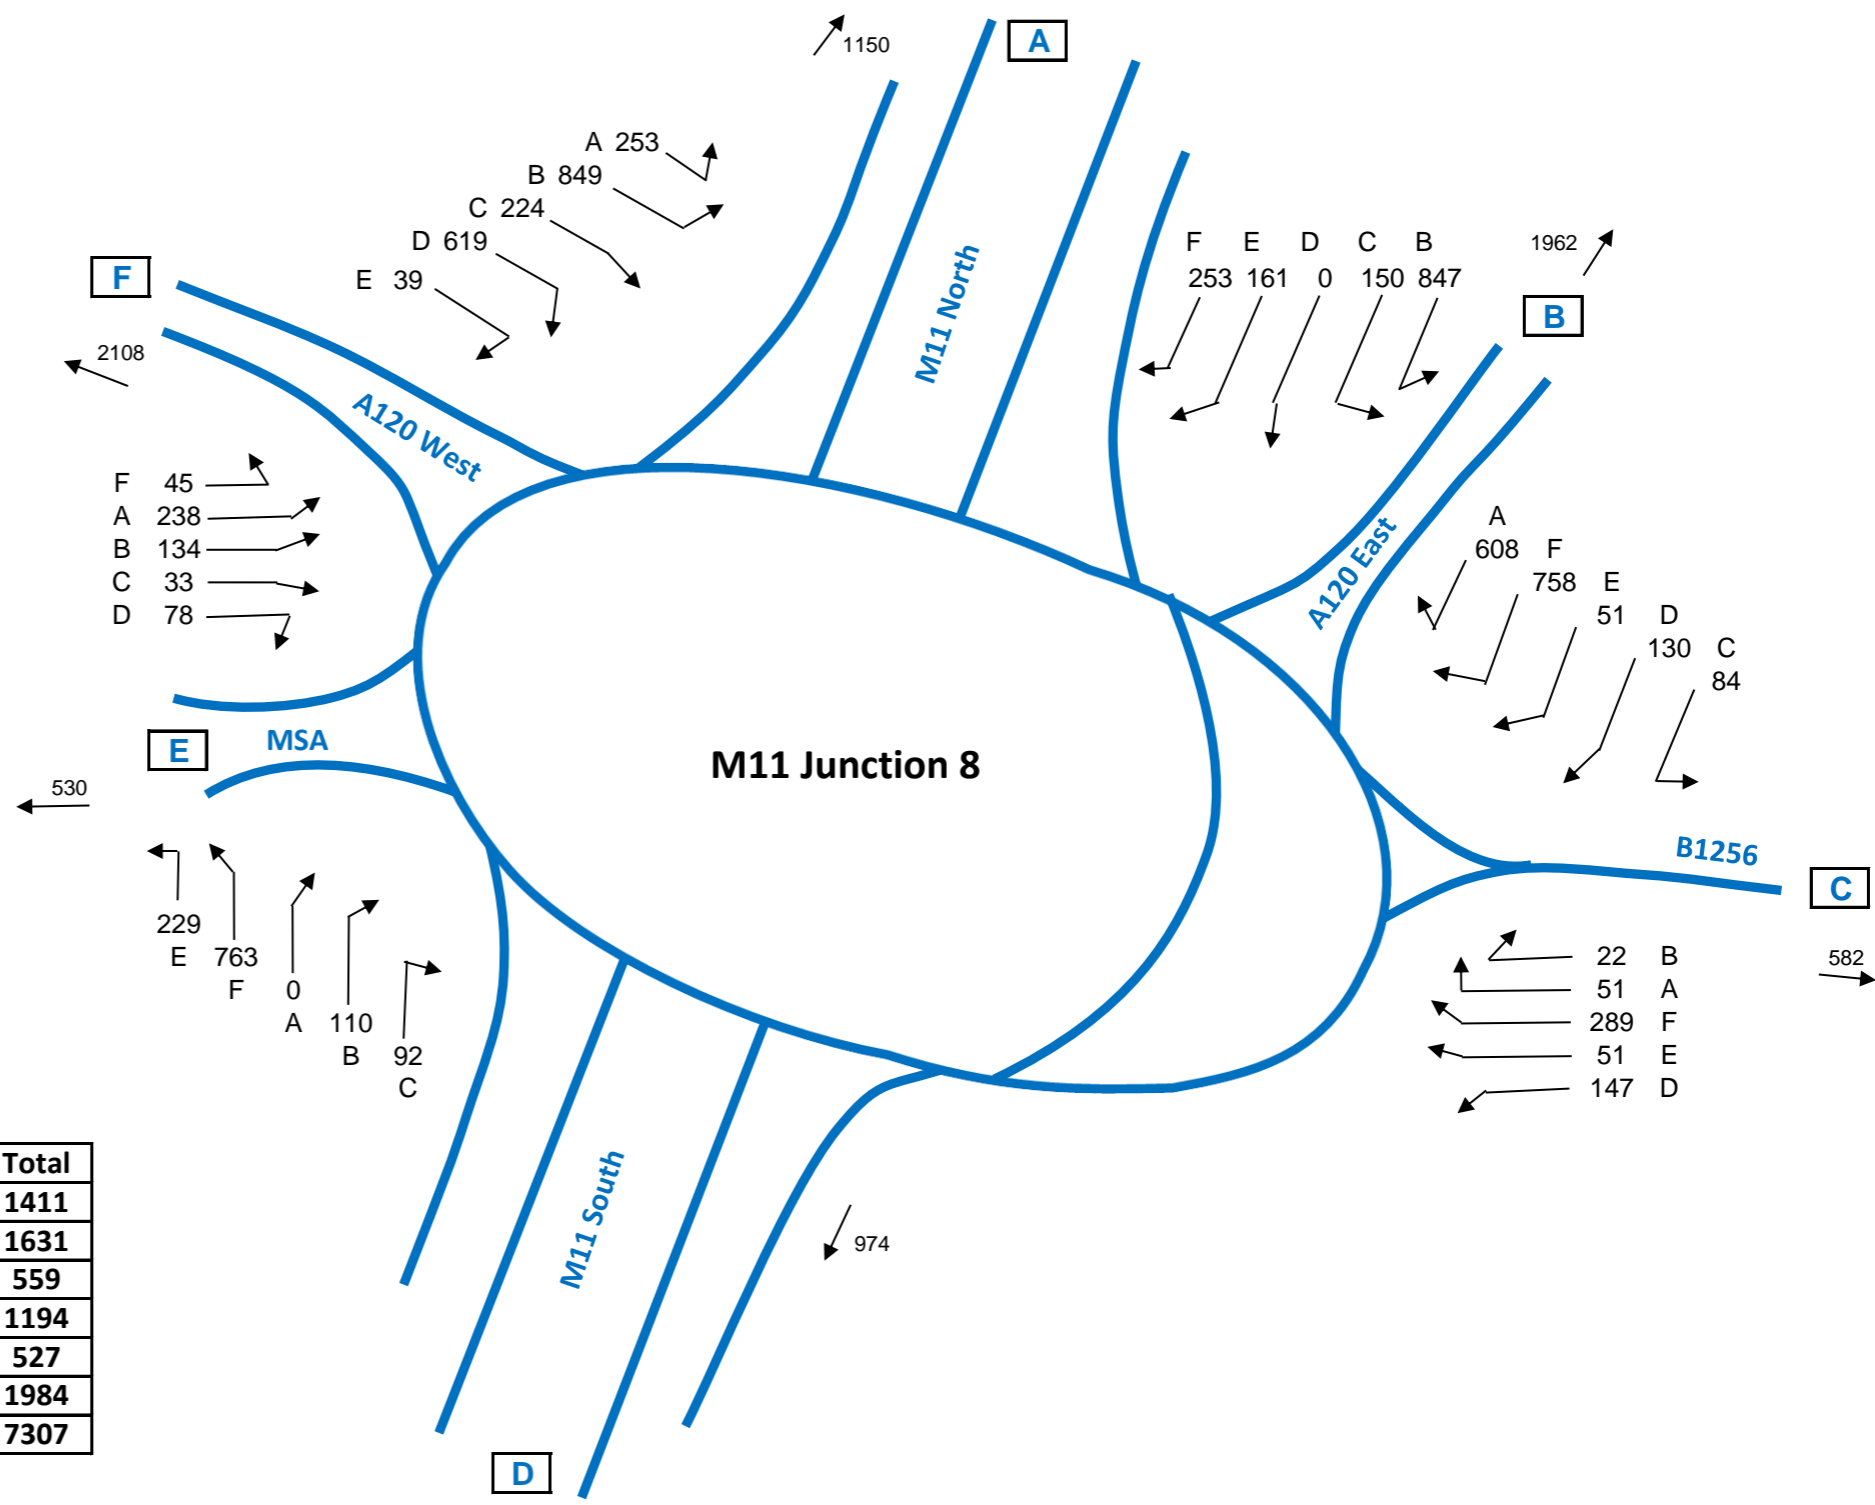 A
1150
A 253
B 849
C 224
D 619
E 39
F
2108
A120 West
M11 North
F E D C B
253 161 0 150 847
1962
B
A120 East
A
608 F
758 E
51 D
130 C
84
F 45
A 238
B 134
C 33
D 78
E
MSA
530
M11 Junction 8
B1256
C
582
22 B
51 A
289 F
51 E
147 D
229
E 763
F 0
A 110
B 92
C
M11 South
974
D
Total
1411
1631
559
1194
527
1984
7307